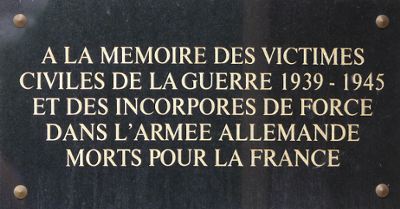 A LA MEMOIRE DES VICTIMES
CIVILES DE LA GUERRE 1939 - 1945
ET DES INCORPORES DE FORCE
DANS L'ARMEE ALLEMANDE
MORTS POUR LA FRANCE